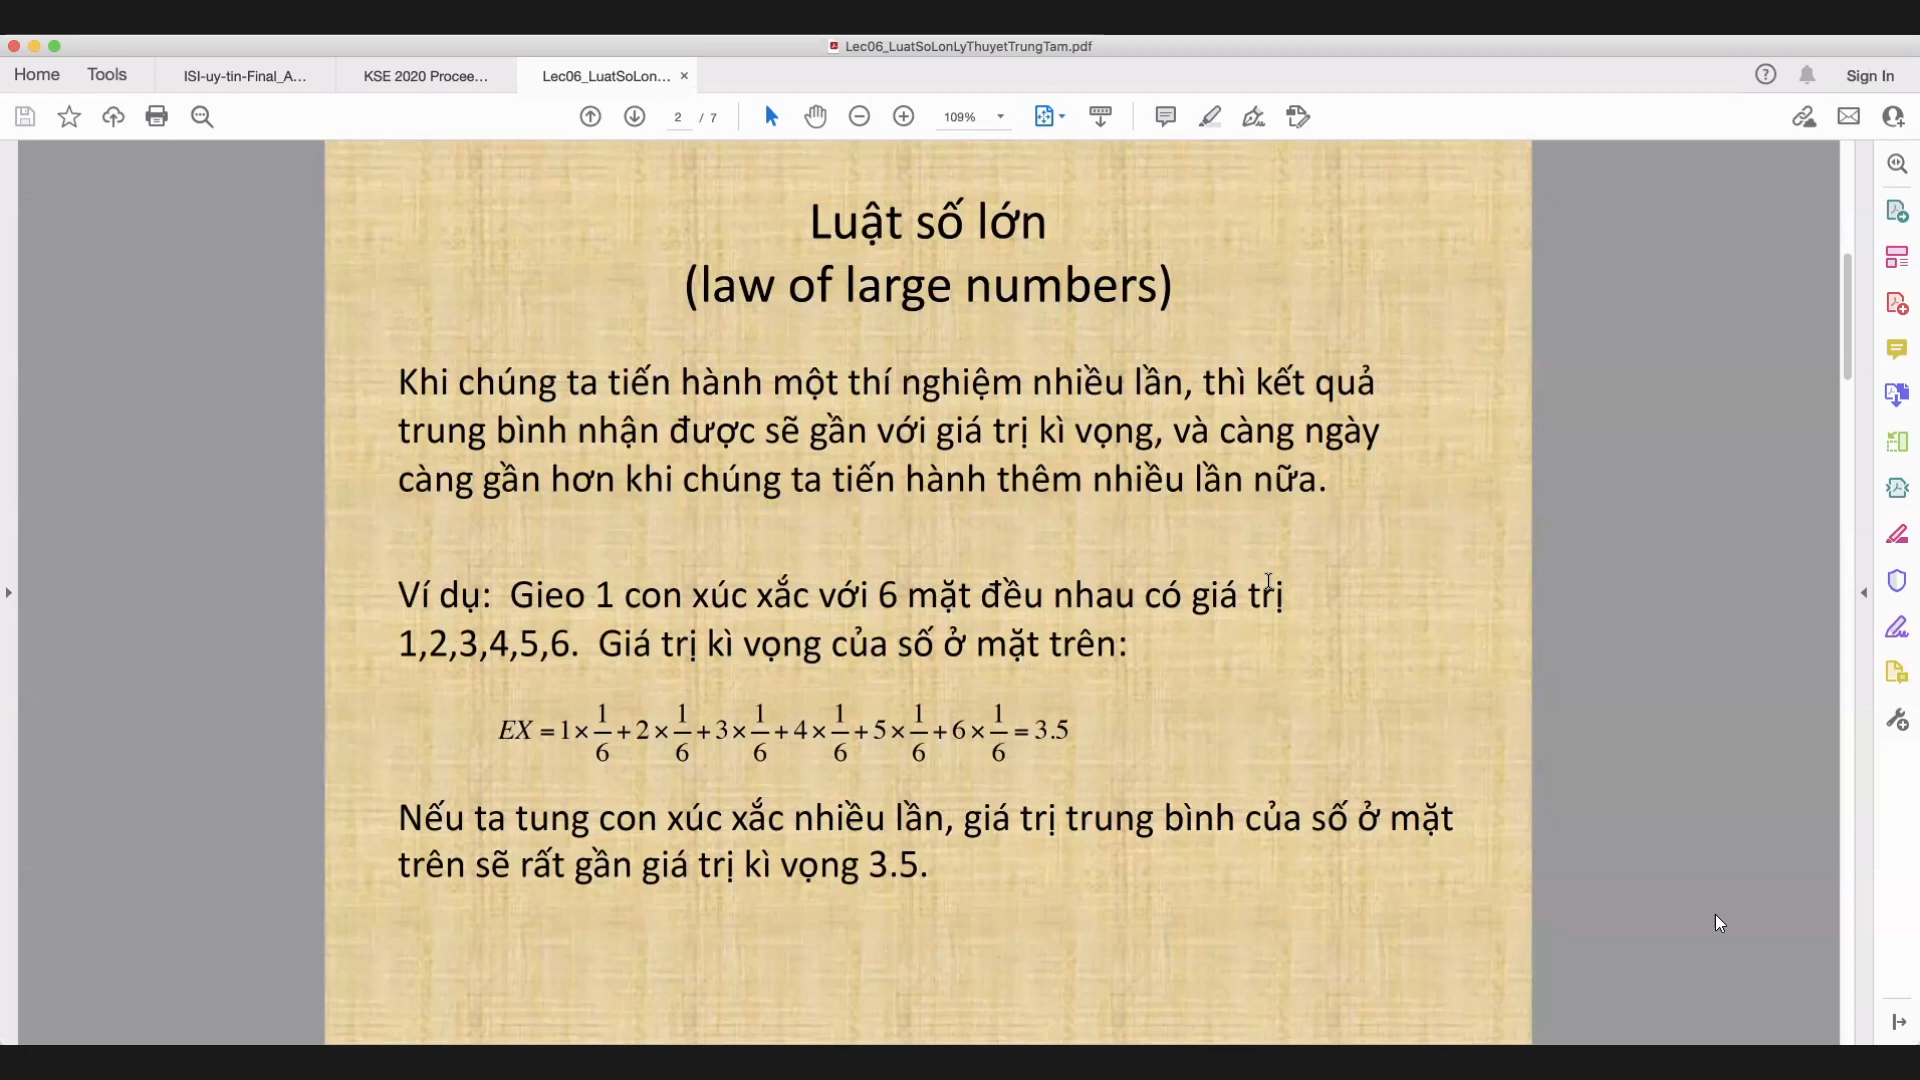 Lec06_LuatSoLonLyThuyetTrungTam.pdf
Home Tools ISI-uy-tin-Final_A... KSE 2020 Procee... Lec06_LuatSoLon... × Sign In
2 / 7 109%
Luật số lớn
(law of large numbers)
Khi chúng ta tiến hành một thí nghiệm nhiều lần, thì kết quả
trung bình nhận được sẽ gần với giá trị kì vọng, và càng ngày
càng gần hơn khi chúng ta tiến hành thêm nhiều lần nữa.
Ví dụ: Gieo 1 con xúc xắc với 6 mặt đều nhau có giá trị
1,2,3,4,5,6. Giá trị kì vọng của số ở mặt trên:
EX = 1 × 1/6 + 2 × 1/6 + 3 × 1/6 + 4 × 1/6 + 5 × 1/6 + 6 × 1/6 = 3.5
Nếu ta tung con xúc xắc nhiều lần, giá trị trung bình của số ở mặt
trên sẽ rất gần giá trị kì vọng 3.5.